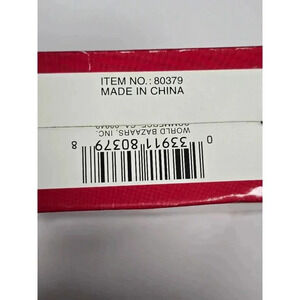 ITEM NO.: 80379
MADE IN CHINA
WORLD BAZAARS, INC.
0 33911 80379 8